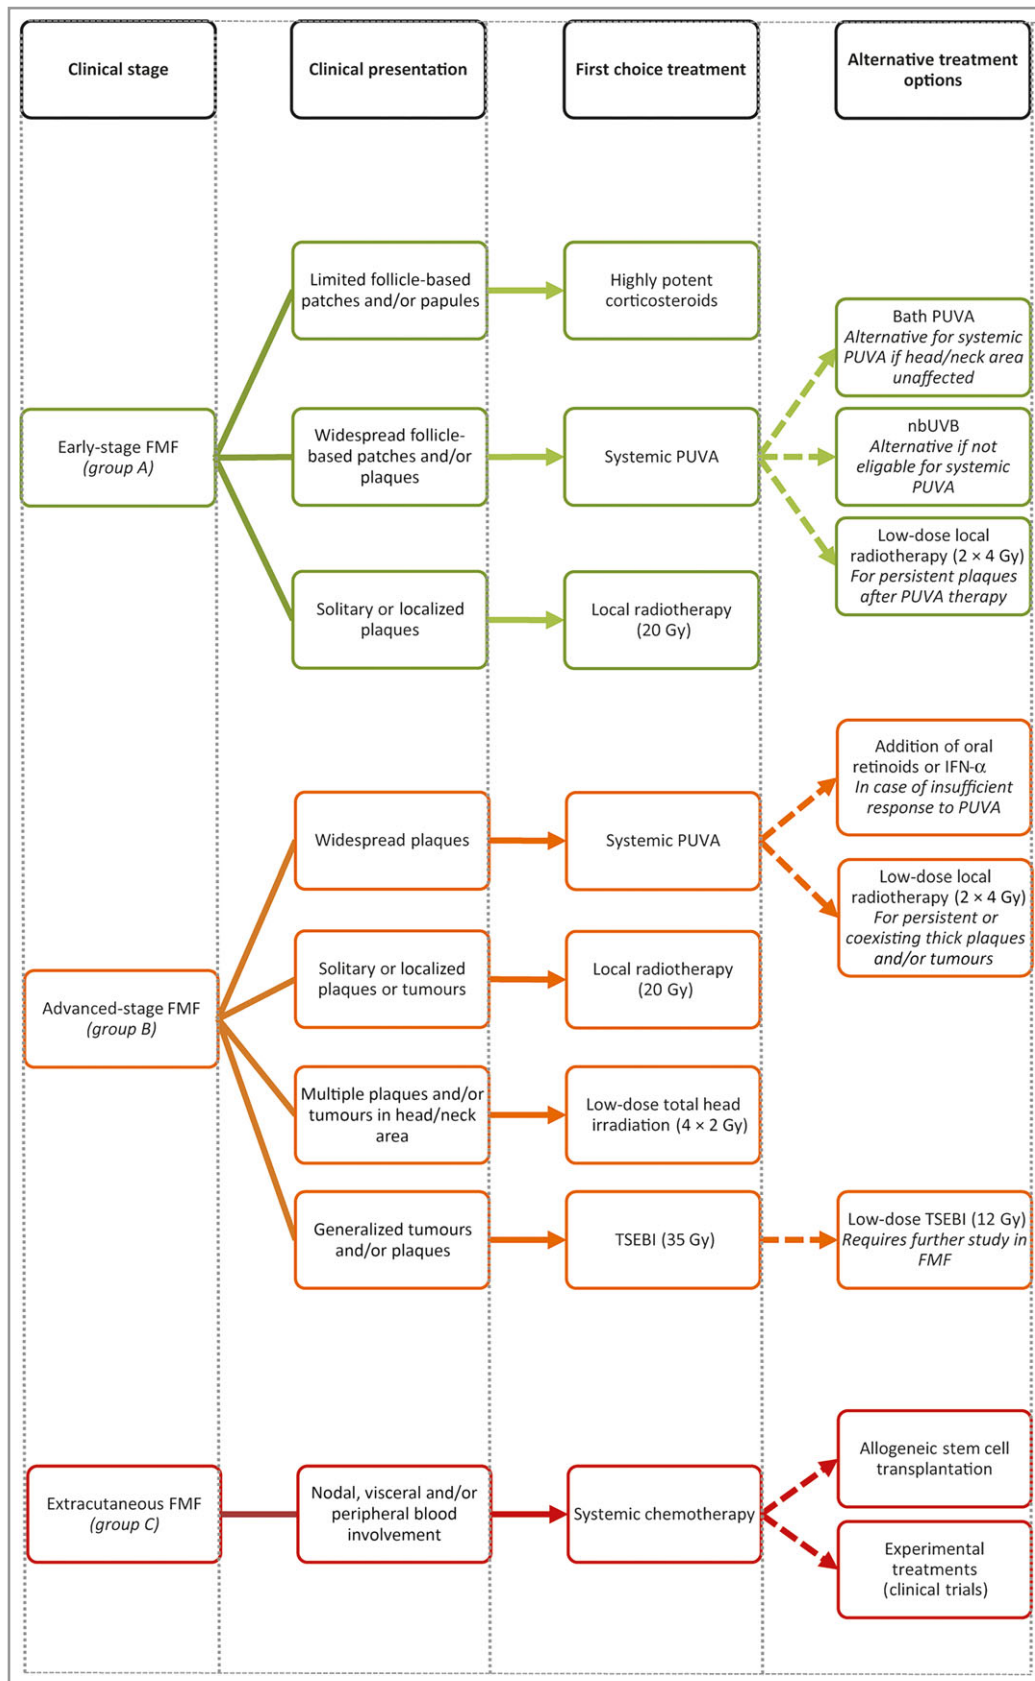 Clinical stage
Clinical presentation
First choice treatment
Alternative treatment
options
Early-stage FMF
(group A)
Limited follicle-based
patches and/or papules
Highly potent
corticosteroids
Widespread follicle-
based patches and/or
plaques
Systemic PUVA
Bath PUVA
Alternative for systemic
PUVA if head/neck area
unaffected
nbUVB
Alternative if not
eligable for systemic
PUVA
Low-dose local
radiotherapy (2 × 4 Gy)
For persistent plaques
after PUVA therapy
Solitary or localized
plaques
Local radiotherapy
(20 Gy)
Advanced-stage FMF
(group B)
Widespread plaques
Systemic PUVA
Addition of oral
retinoids or IFN-α
In case of insufficient
response to PUVA
Low-dose local
radiotherapy (2 × 4 Gy)
For persistent or
coexisting thick plaques
and/or tumours
Solitary or localized
plaques or tumours
Local radiotherapy
(20 Gy)
Multiple plaques and/or
tumours in head/neck
area
Low-dose total head
irradiation (4 × 2 Gy)
Generalized tumours
and/or plaques
TSEBI (35 Gy)
Low-dose TSEBI (12 Gy)
Requires further study in
FMF
Extracutaneous FMF
(group C)
Nodal, visceral and/or
peripheral blood
involvement
Systemic chemotherapy
Allogeneic stem cell
transplantation
Experimental
treatments
(clinical trials)